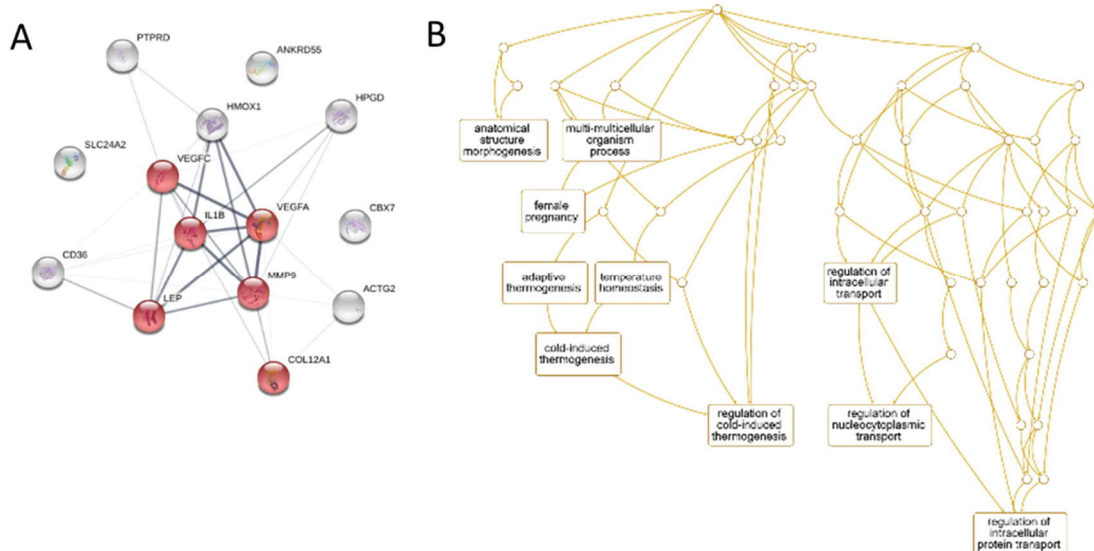 A
B
PTPRD
ANKRD55
HMOX1
HPGD
SLC24A2
VEGFC
IL1B
VEGFA
CBX7
CD36
MMP9
LEP
ACTG2
COL12A1
anatomical
structure
morphogenesis
multi-multicellular
organism
process
female
pregnancy
adaptive
thermogenesis
temperature
homeostasis
regulation of
intracellular
transport
cold-induced
thermogenesis
regulation of
cold-induced
thermogenesis
regulation of
nucleocytoplasmic
transport
regulation of
intracellular
protein transport